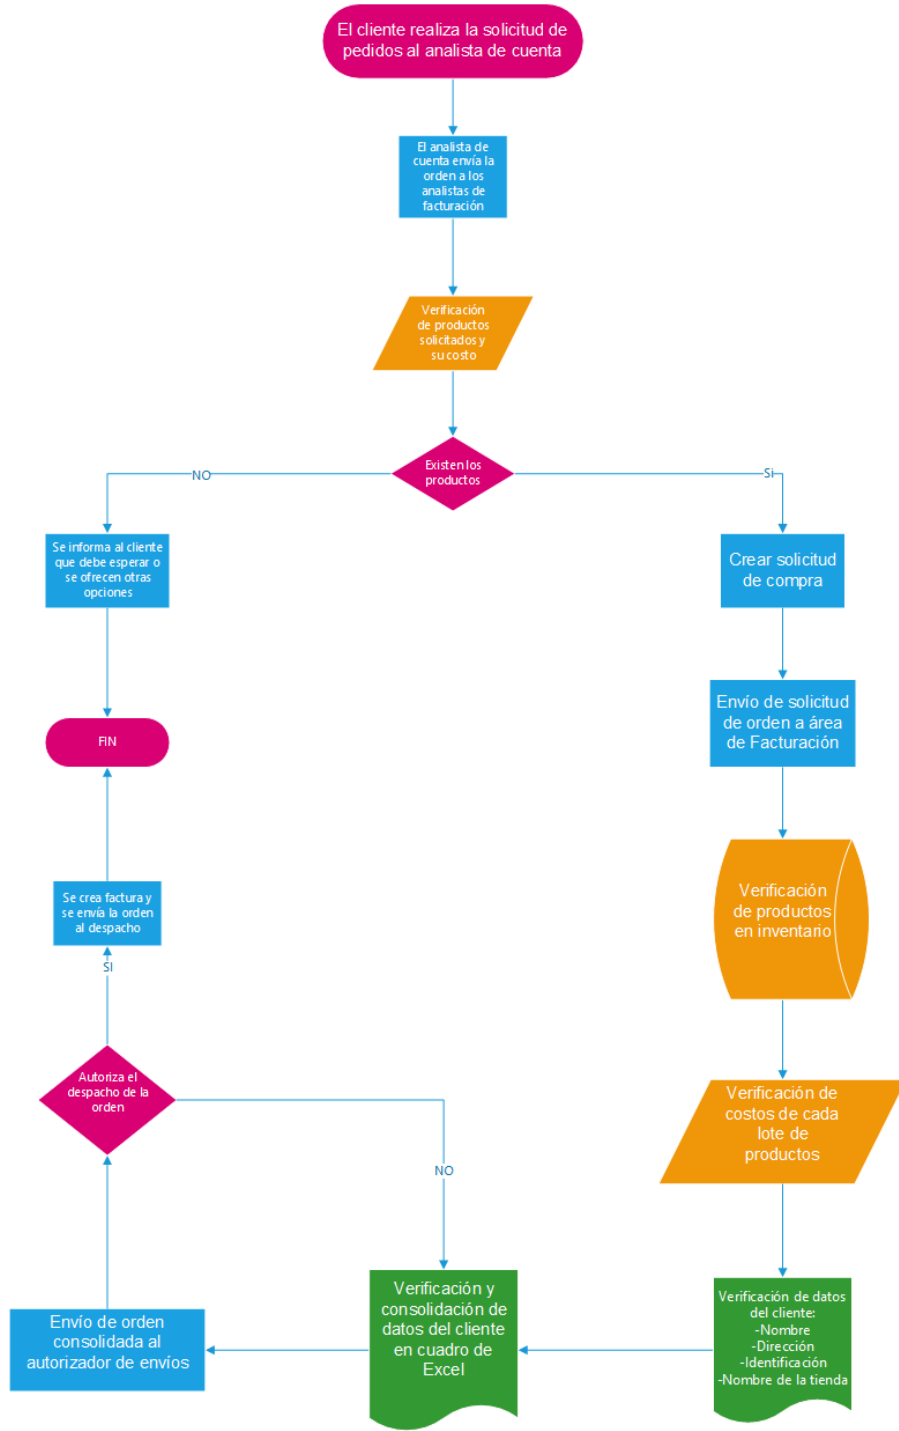 El cliente realiza la solicitud de
pedidos al analista de cuenta
El analista de
cuenta envía la
orden a los
analistas de
facturación
Verificación
de productos
solicitados y
su costo
Existen los
productos
NO
Si
Se informa al cliente
que debe esperar o
se ofrecen otras
opciones
Crear solicitud
de compra
Envío de solicitud
de orden a área
de Facturación
FIN
Verificación
de productos
en inventario
Se crea factura y
se envía la orden
al despacho
SI
Autoriza el
despacho de la
orden
NO
Verificación de
costos de cada
lote de
productos
Verificación de datos
del cliente:
-Nombre
-Dirección
-Identificación
-Nombre de la tienda
Verificación y
consolidación de
datos del cliente
en cuadro de
Excel
Envío de orden
consolidada al
autorizador de envíos